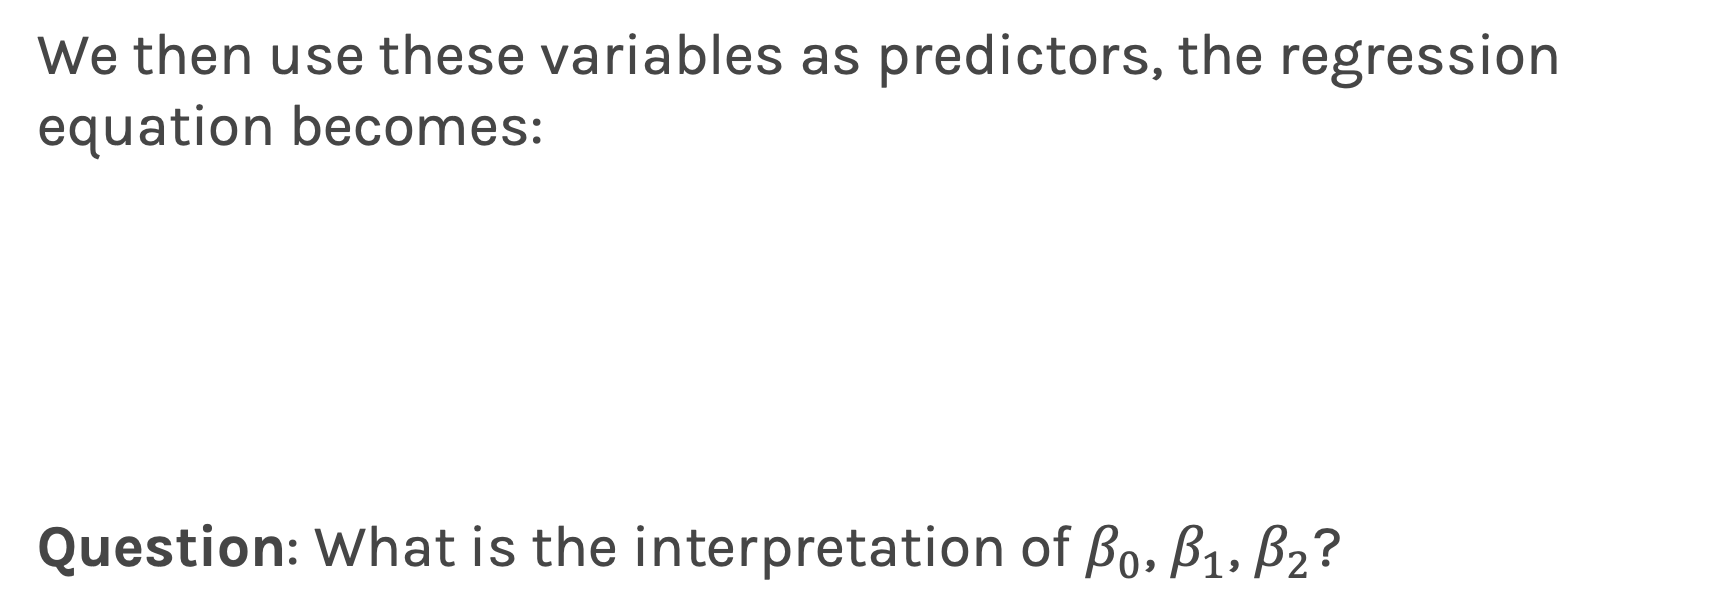 We then use these variables as predictors, the regression
equation becomes:
Question: What is the interpretation of β₀, β₁, β₂?